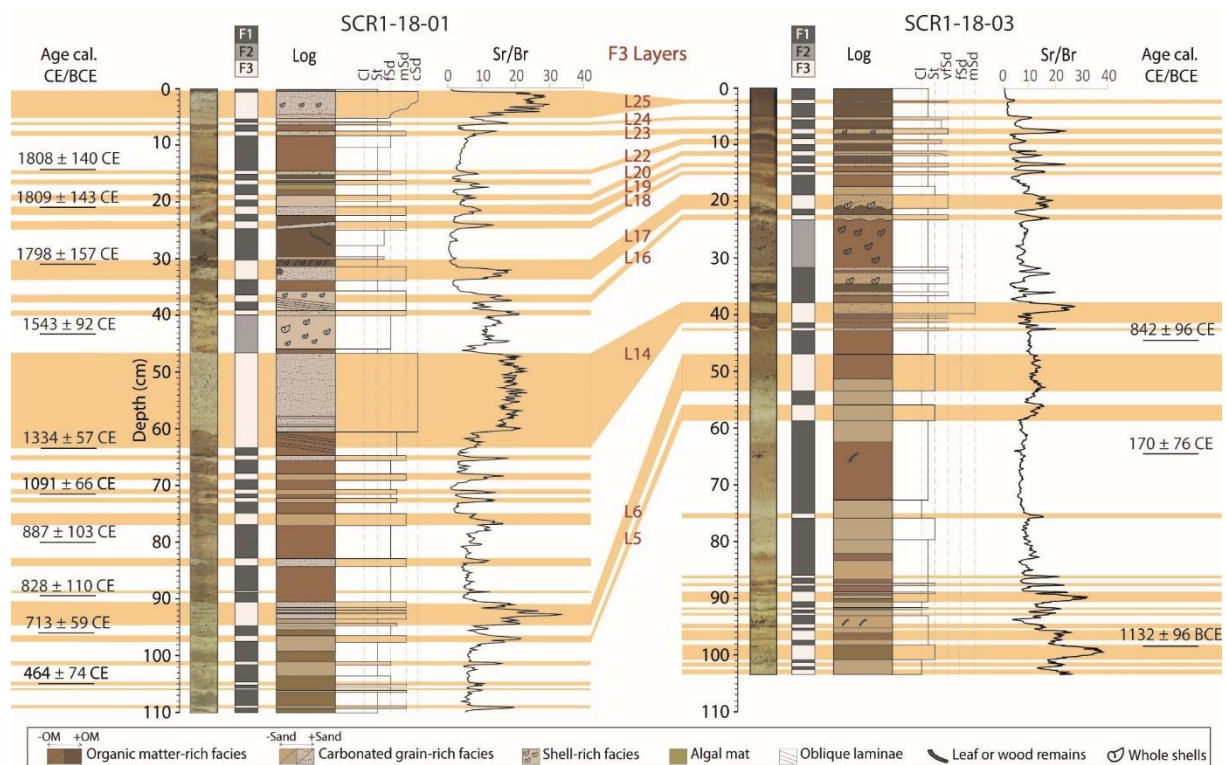 SCR1-18-01
SCR1-18-03
Age cal.
CE/BCE
F1
F2
F3
Log
Cl
St
fSd
mSd
cSd
Sr/Br
0 10 20 30 40
F3 Layers
F1
F2
F3
Log
Cl
St
vfSd
fSd
mSd
Sr/Br
0 10 20 30 40
Age cal.
CE/BCE
1808 ± 140 CE
1809 ± 143 CE
1798 ± 157 CE
1543 ± 92 CE
1334 ± 57 CE
1091 ± 66 CE
887 ± 103 CE
828 ± 110 CE
713 ± 59 CE
464 ± 74 CE
Depth (cm)
0
10
20
30
40
50
60
70
80
90
100
110
L25
L24
L23
L22
L20
L19
L18
L17
L16
L14
L6
L5
0
10
20
30
40
50
60
70
80
90
100
110
842 ± 96 CE
170 ± 76 CE
1132 ± 96 BCE
-OM +OM
Organic matter-rich facies
-Sand +Sand
Carbonated grain-rich facies
Shell-rich facies
Algal mat
Oblique laminae
Leaf or wood remains
Whole shells